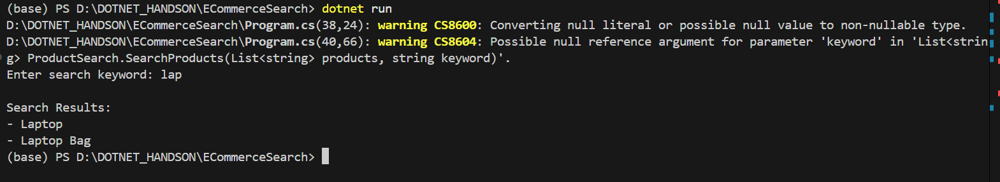 (base) PS D:\DOTNET_HANDSON\ECommerceSearch> dotnet run
D:\DOTNET_HANDSON\ECommerceSearch\Program.cs(38,24): warning CS8600: Converting null literal or possible null value to non-nullable type.
D:\DOTNET_HANDSON\ECommerceSearch\Program.cs(40,66): warning CS8604: Possible null reference argument for parameter 'keyword' in 'List<strin
g> ProductSearch.SearchProducts(List<string> products, string keyword)'.
Enter search keyword: lap
Search Results:
- Laptop
- Laptop Bag
(base) PS D:\DOTNET_HANDSON\ECommerceSearch>